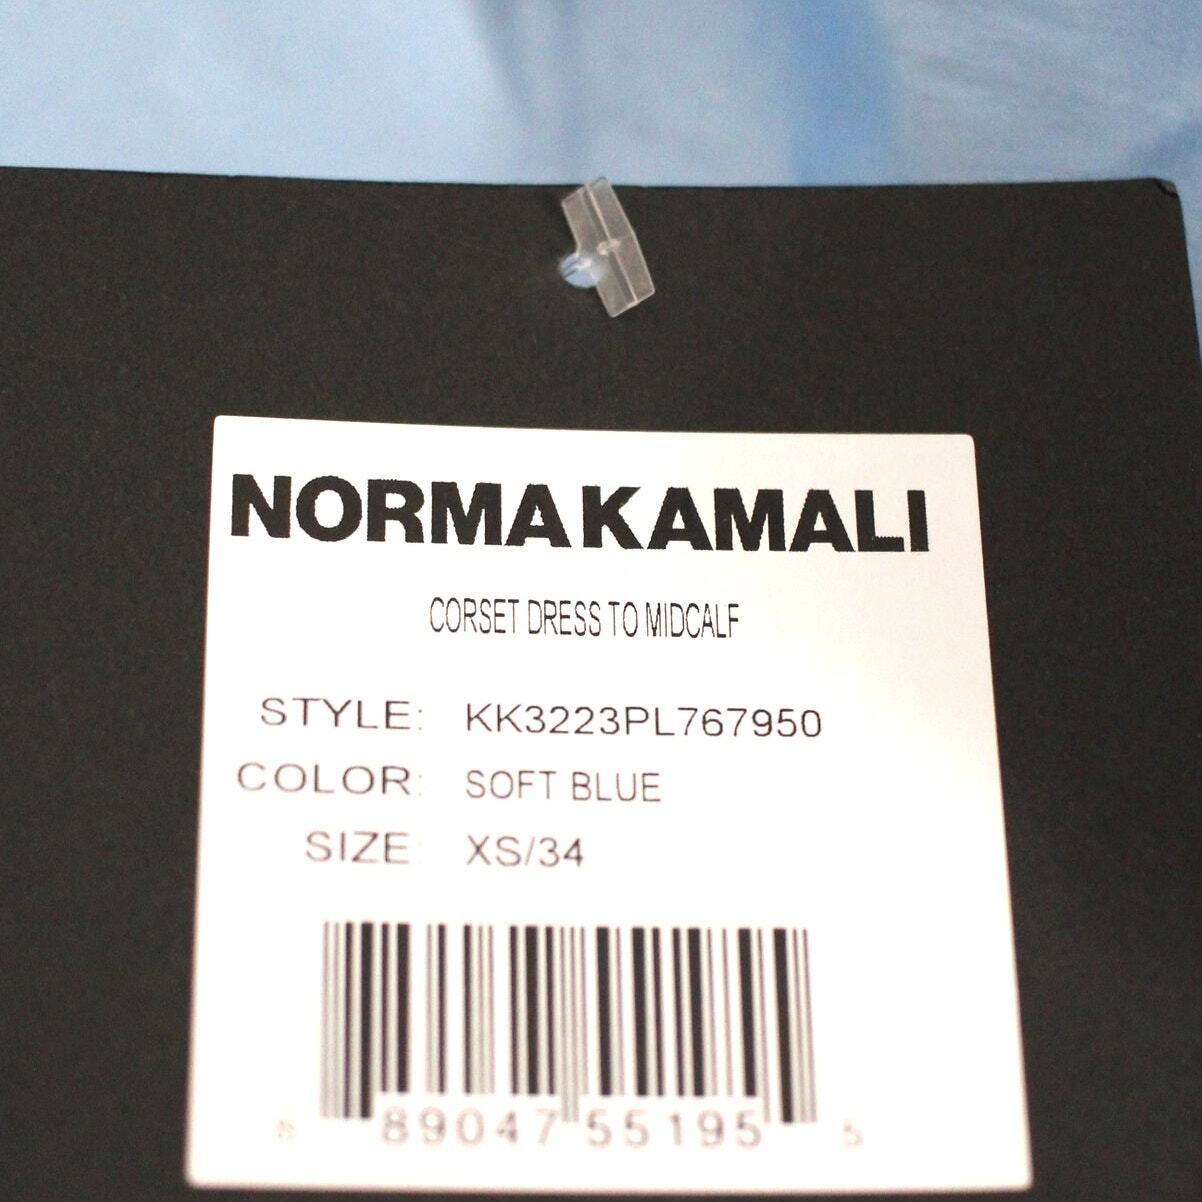 NORMA KAMALI
CORSET DRESS TO MIDCALF
STYLE: KK3223PL767950
COLOR: SOFT BLUE
SIZE: XS/34
8 89047 55195 5